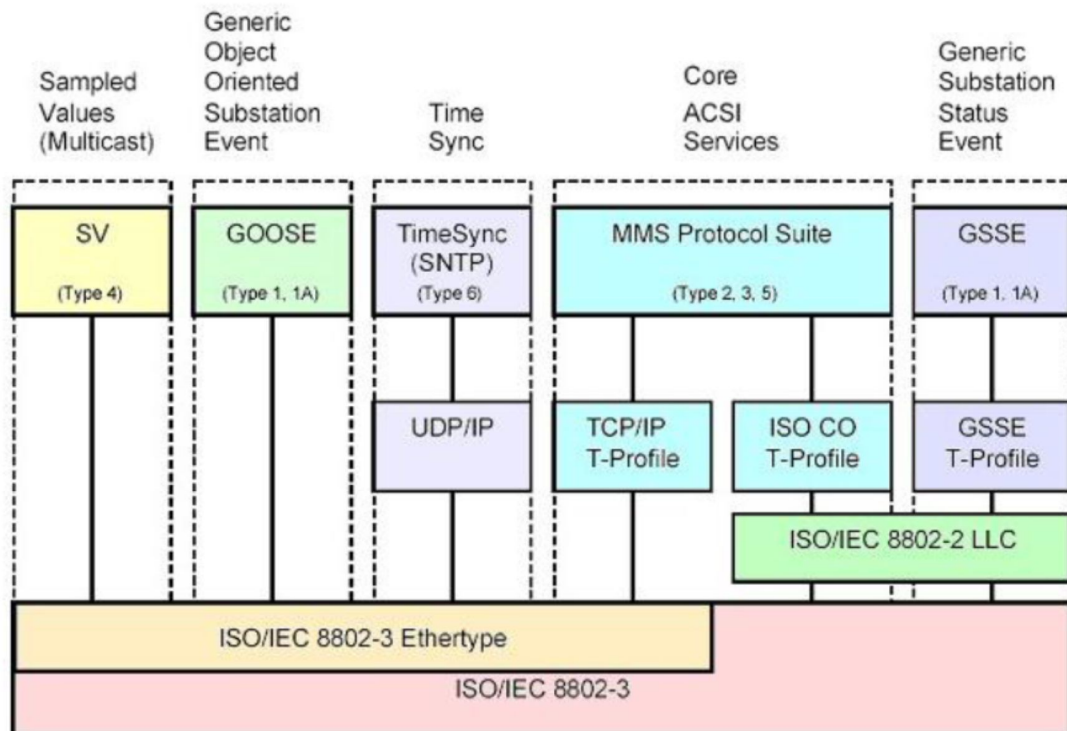 Sampled
Values
(Multicast)
Generic
Object
Oriented
Substation
Event
Time
Sync
Core
ACSI
Services
Generic
Substation
Status
Event
SV
(Type 4)
GOOSE
(Type 1, 1A)
TimeSync
(SNTP)
(Type 6)
MMS Protocol Suite
(Type 2, 3, 5)
GSSE
(Type 1, 1A)
UDP/IP
TCP/IP
T-Profile
ISO CO
T-Profile
GSSE
T-Profile
ISO/IEC 8802-2 LLC
ISO/IEC 8802-3 Ethertype
ISO/IEC 8802-3